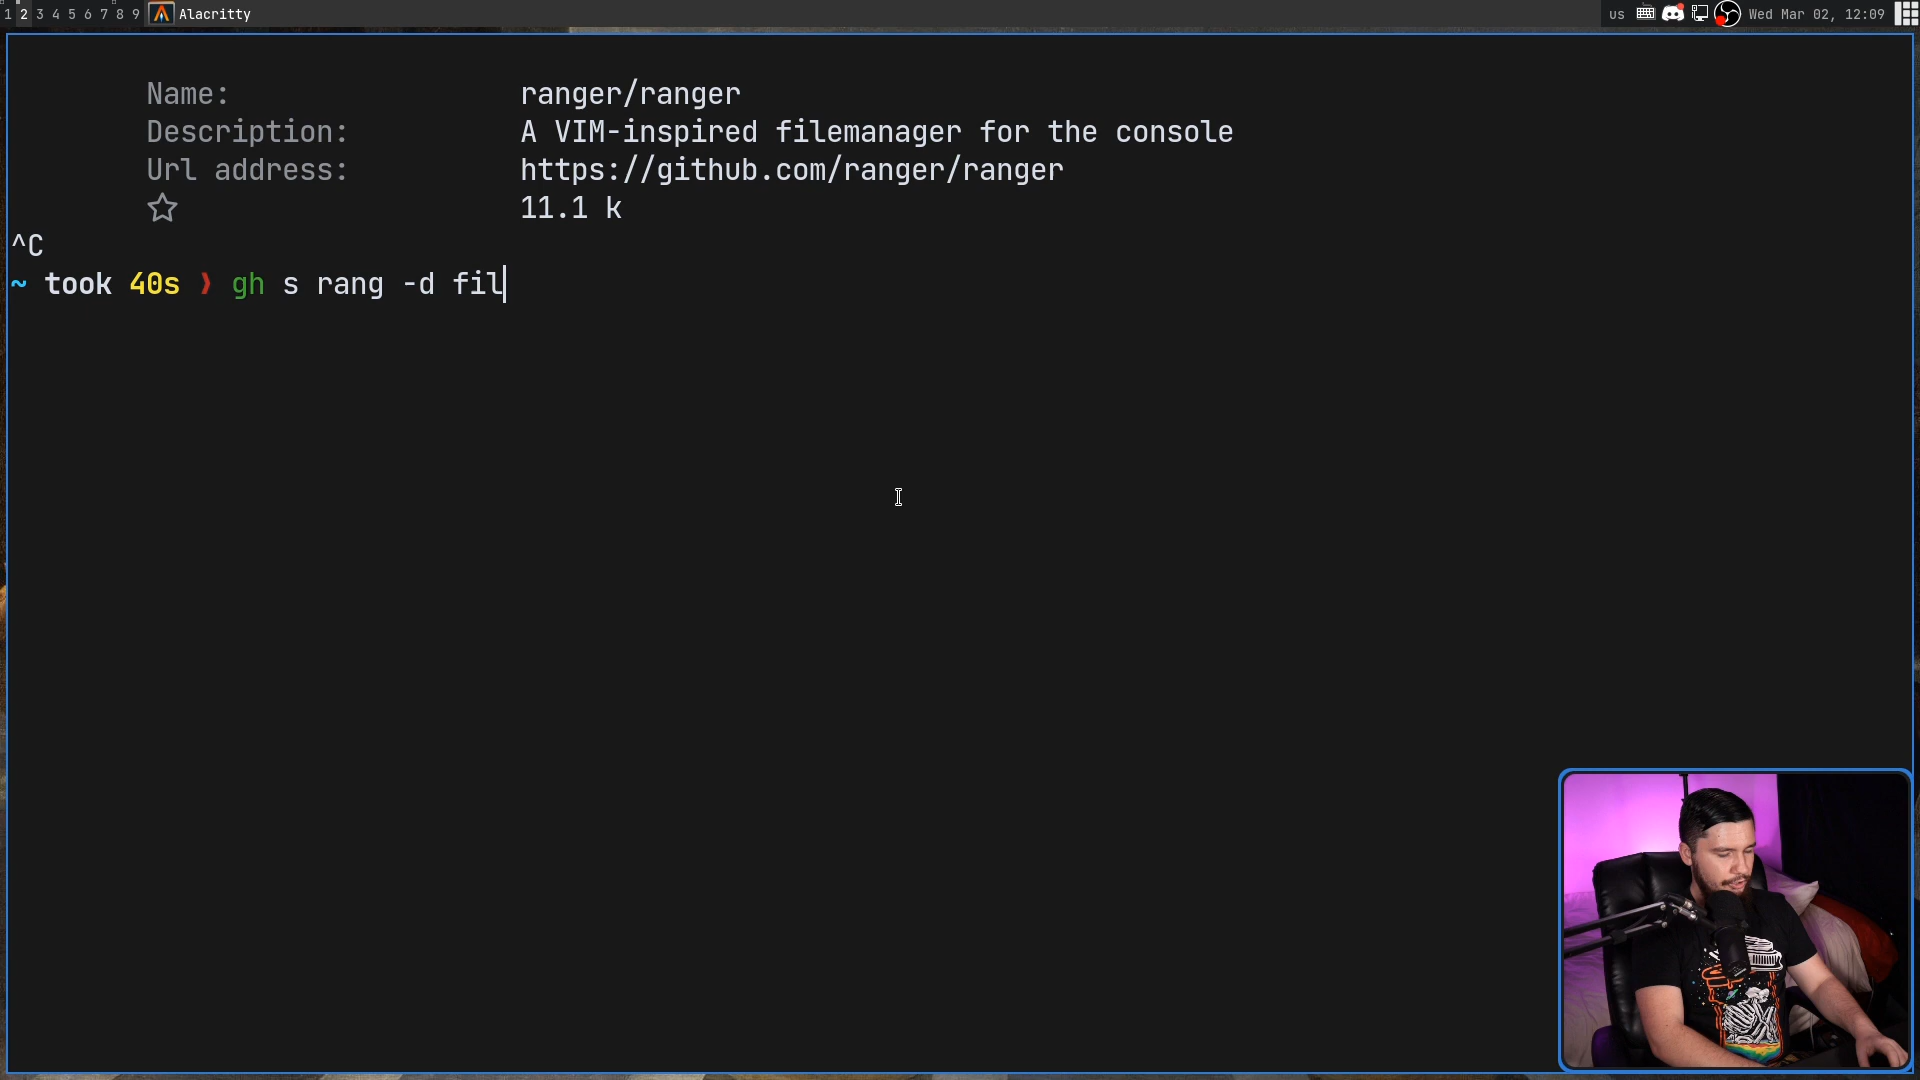 1 2 3 4 5 6 7 8 9 Alacritty us Wed Mar 02, 12:09
Name: ranger/ranger
Description: A VIM-inspired filemanager for the console
Url address: https://github.com/ranger/ranger
☆ 11.1 k
^C
~ took 40s ❯ gh s rang -d fil